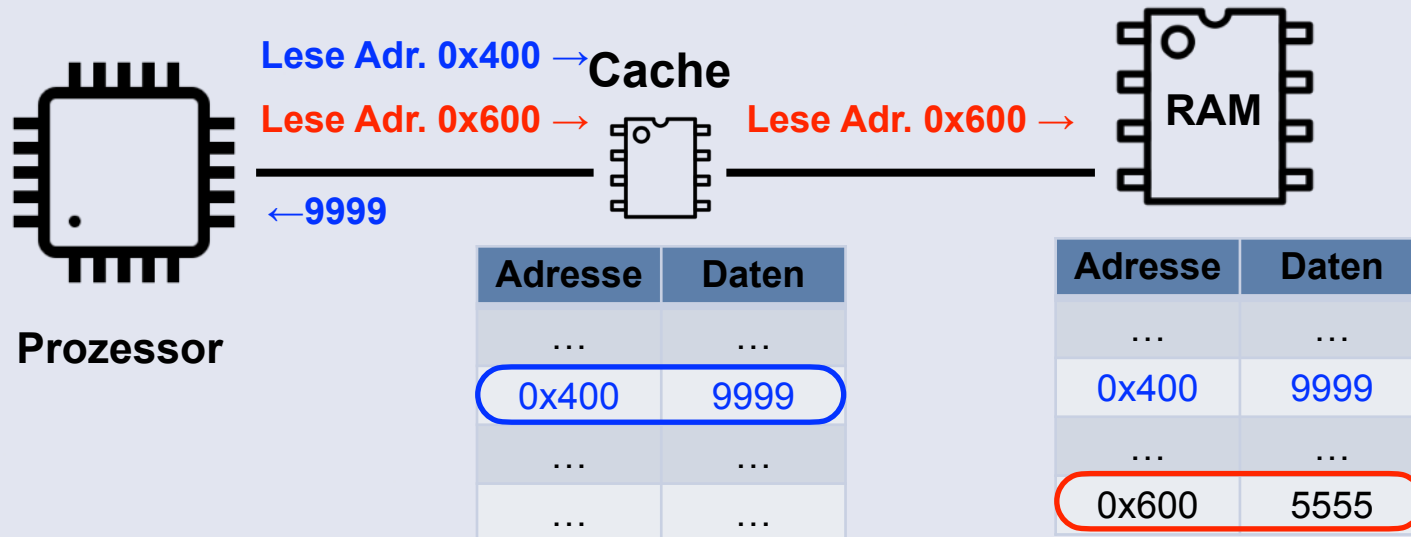 Lese Adr. 0x400 →
Cache
RAM
Lese Adr. 0x600 →
Lese Adr. 0x600 →
←9999
Prozessor
Adresse Daten
... ...
0x400 9999
... ...
... ...
Adresse Daten
... ...
0x400 9999
... ...
0x600 5555